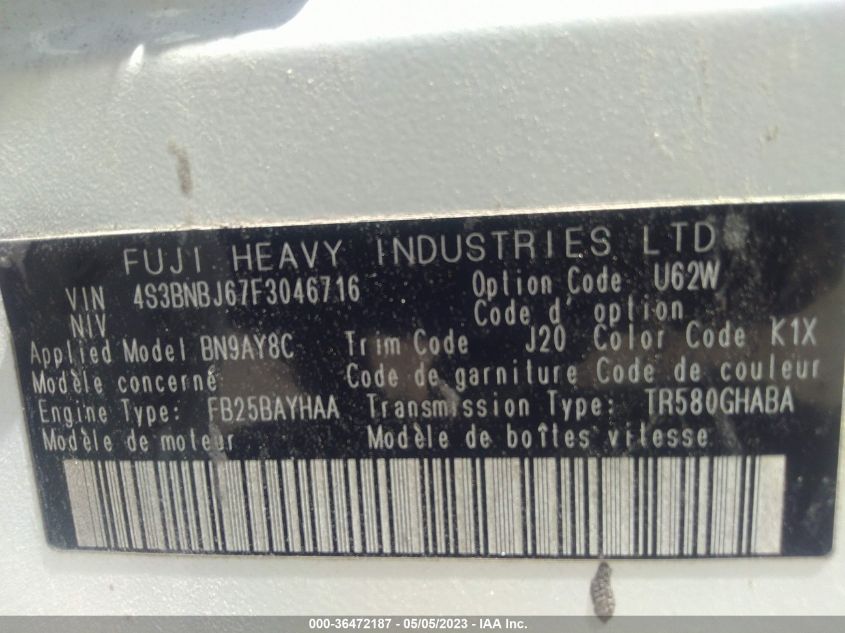 FUJI HEAVY INDUSTRIES LTD
VIN 4S3BNBJ67F3046716 Option Code U62W
NIV Code d' option
Applied Model BN9AY8C Trim Code J20 Color Code K1X
Modèle concerné Code de garniture Code de couleur
Engine Type: FB25BAYHAA Transmission Type: TR580GHABA
Modèle de moteur Modèle de boîtes vitesse
000-36472187 - 05/05/2023 - IAA Inc.